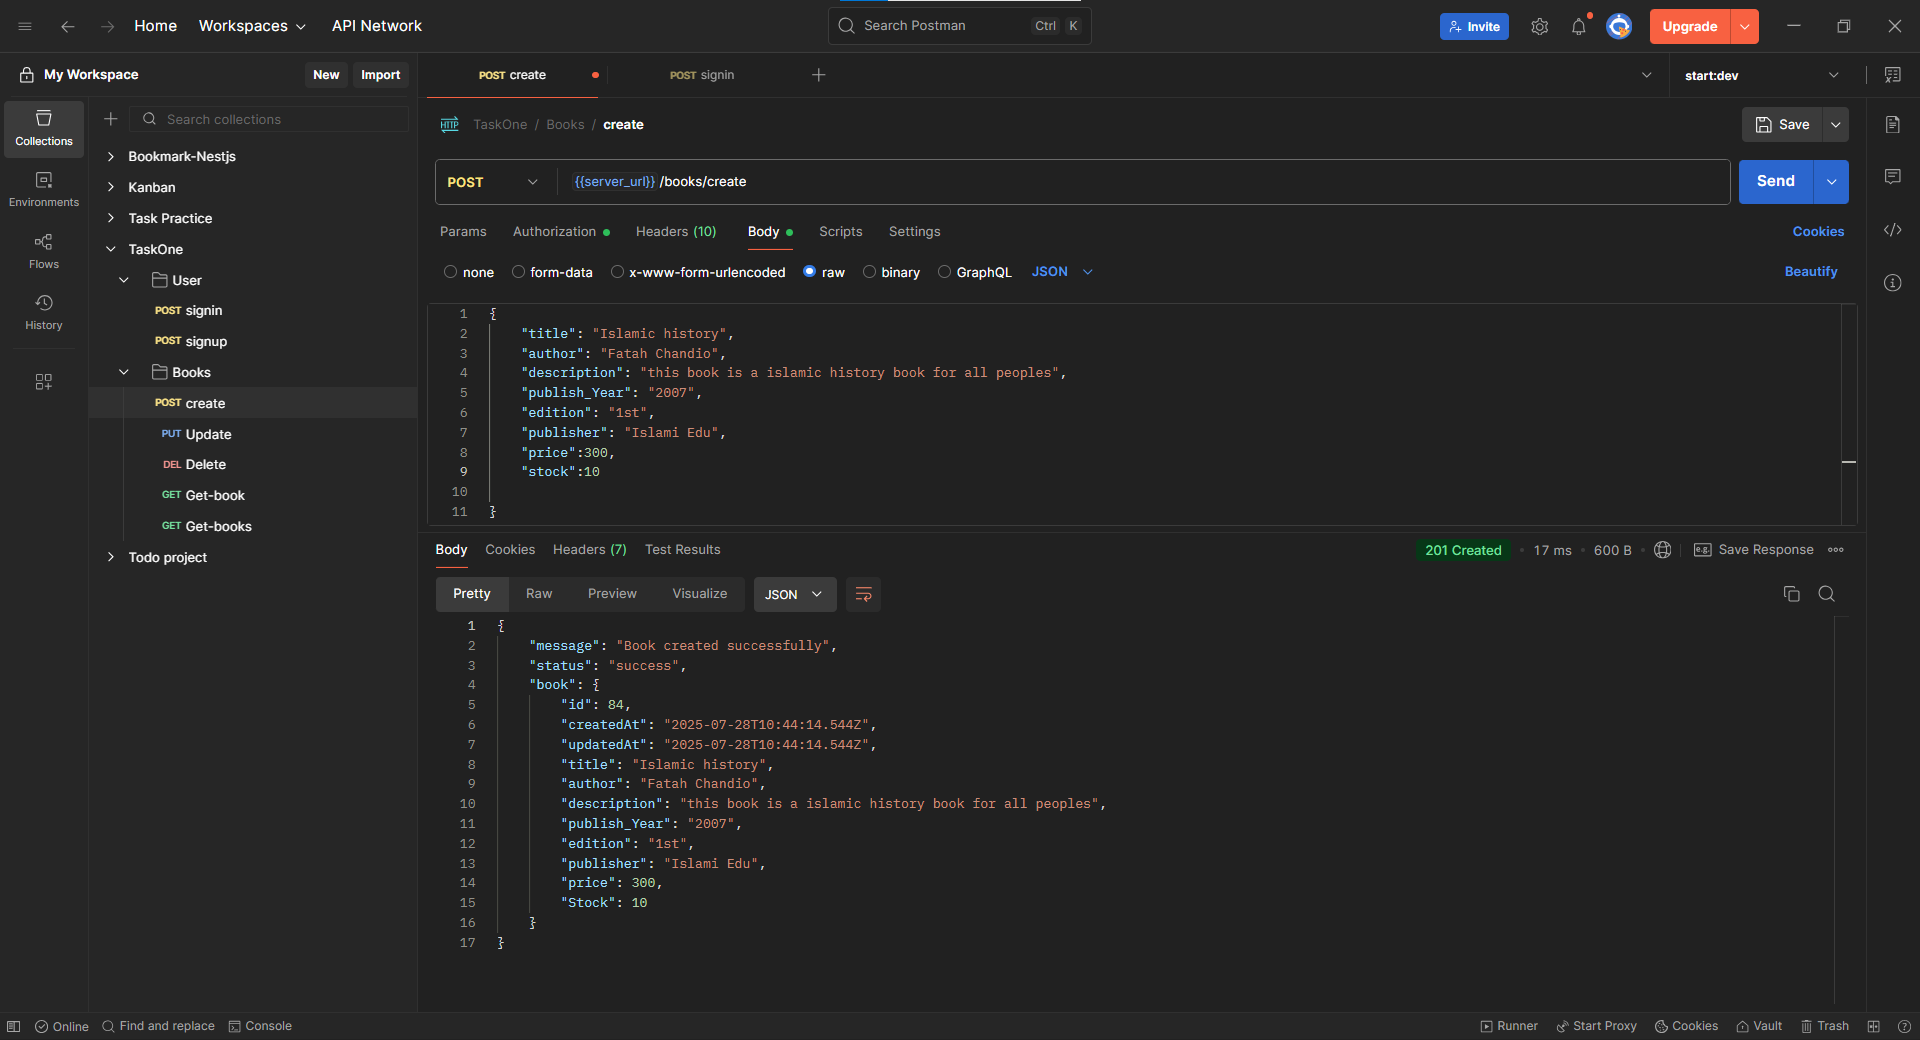 Home Workspaces API Network Search Postman Ctrl K Invite Upgrade
My Workspace New Import POST create POST signin start:dev
Collections
Environments
Flows
History
Search collections
Bookmark-Nestjs
Kanban
Task Practice
TaskOne
User
POST signin
POST signup
Books
POST create
PUT Update
DEL Delete
GET Get-book
GET Get-books
Todo project
HTTP TaskOne / Books / create Save
POST {{server_url}} /books/create Send
Params Authorization Headers (10) Body Scripts Settings Cookies
none form-data x-www-form-urlencoded raw binary GraphQL JSON Beautify
1 {
2 "title": "Islamic history",
3 "author": "Fatah Chandio",
4 "description": "this book is a islamic history book for all peoples",
5 "publish_Year": "2007",
6 "edition": "1st",
7 "publisher": "Islami Edu",
8 "price":300,
9 "stock":10
10
11 }
Body Cookies Headers (7) Test Results 201 Created • 17 ms • 600 B e.g. Save Response
Pretty Raw Preview Visualize JSON
1 {
2 "message": "Book created successfully",
3 "status": "success",
4 "book": {
5 "id": 84,
6 "createdAt": "2025-07-28T10:44:14.544Z",
7 "updatedAt": "2025-07-28T10:44:14.544Z",
8 "title": "Islamic history",
9 "author": "Fatah Chandio",
10 "description": "this book is a islamic history book for all peoples",
11 "publish_Year": "2007",
12 "edition": "1st",
13 "publisher": "Islami Edu",
14 "price": 300,
15 "Stock": 10
16 }
17 }
Online Find and replace Console Runner Start Proxy Cookies Vault Trash